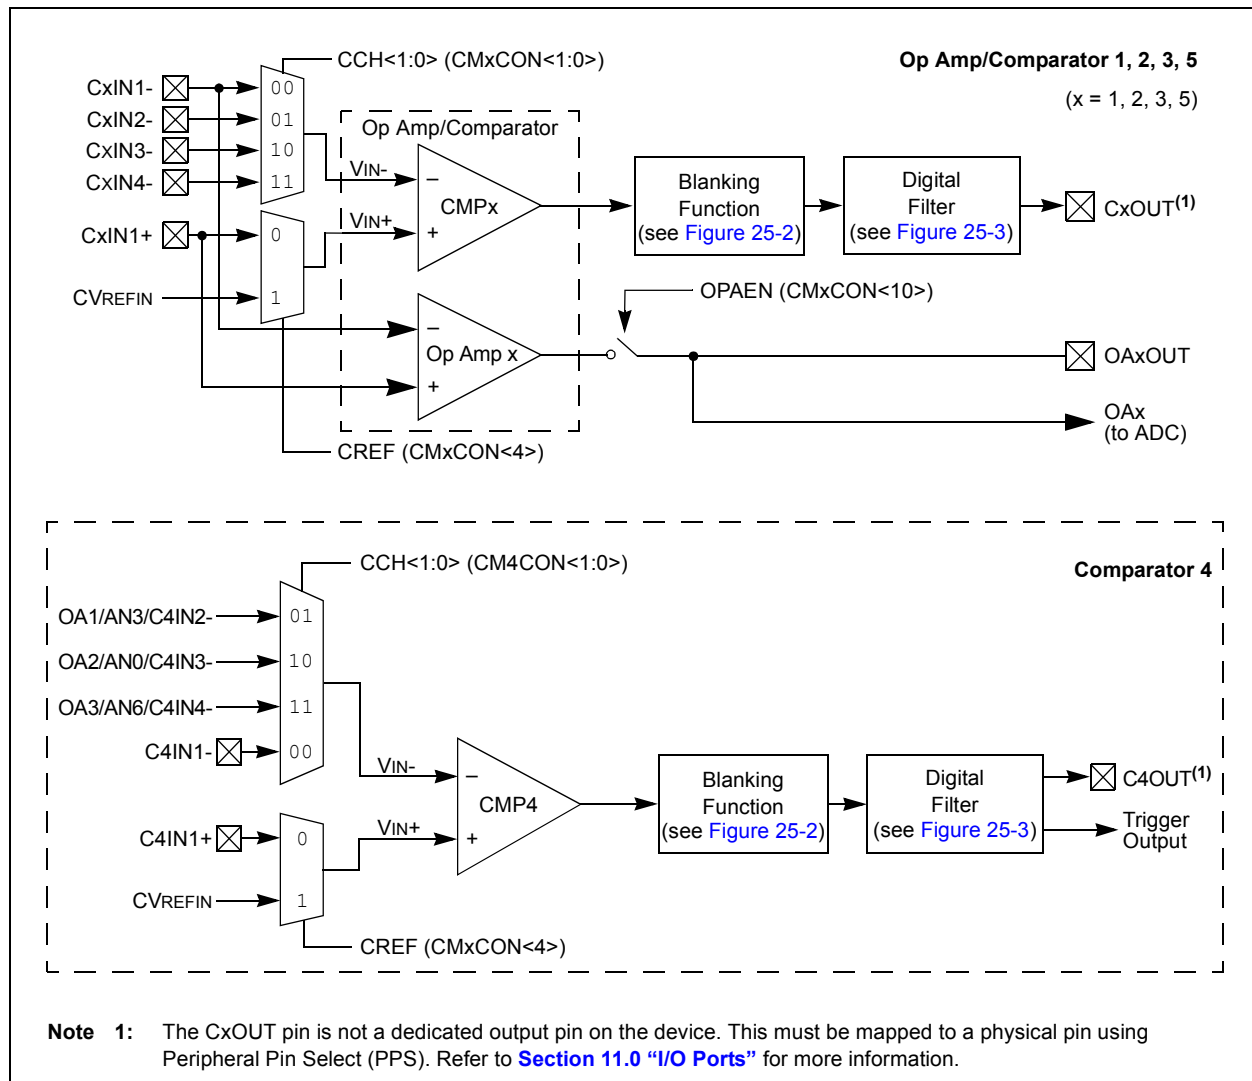 CCH<1:0> (CMxCON<1:0>)
Op Amp/Comparator 1, 2, 3, 5
(x = 1, 2, 3, 5)
CxIN1-
00
CxIN2-
01
CxIN3-
10
CxIN4-
11
Op Amp/Comparator
VIN-
–
CMPx
VIN+
+
CxIN1+
0
CVREFIN
1
Blanking
Function
(see Figure 25-2)
Digital
Filter
(see Figure 25-3)
CxOUT(1)
OPAEN (CMxCON<10>)
–
Op Amp x
+
OAxOUT
OAx
(to ADC)
CREF (CMxCON<4>)
CCH<1:0> (CM4CON<1:0>)
Comparator 4
OA1/AN3/C4IN2-
01
OA2/AN0/C4IN3-
10
OA3/AN6/C4IN4-
11
C4IN1-
00
VIN-
–
CMP4
VIN+
+
C4IN1+
0
CVREFIN
1
Blanking
Function
(see Figure 25-2)
Digital
Filter
(see Figure 25-3)
C4OUT(1)
Trigger
Output
CREF (CMxCON<4>)
Note 1: The CxOUT pin is not a dedicated output pin on the device. This must be mapped to a physical pin using
Peripheral Pin Select (PPS). Refer to Section 11.0 “I/O Ports” for more information.